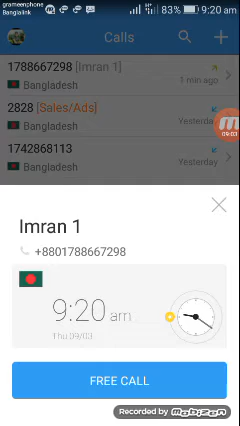 grameenphone
Banglalink
83% 9:20 am
Calls
1788667298 [Imran 1]
Bangladesh
1 min ago
2828 [Sales/Ads]
Bangladesh
Yesterday
1742868113
Bangladesh
Yesterday
09:03
Imran 1
+8801788667298
9:20 am
Thu 09/03
FREE CALL
Recorded by mobizen